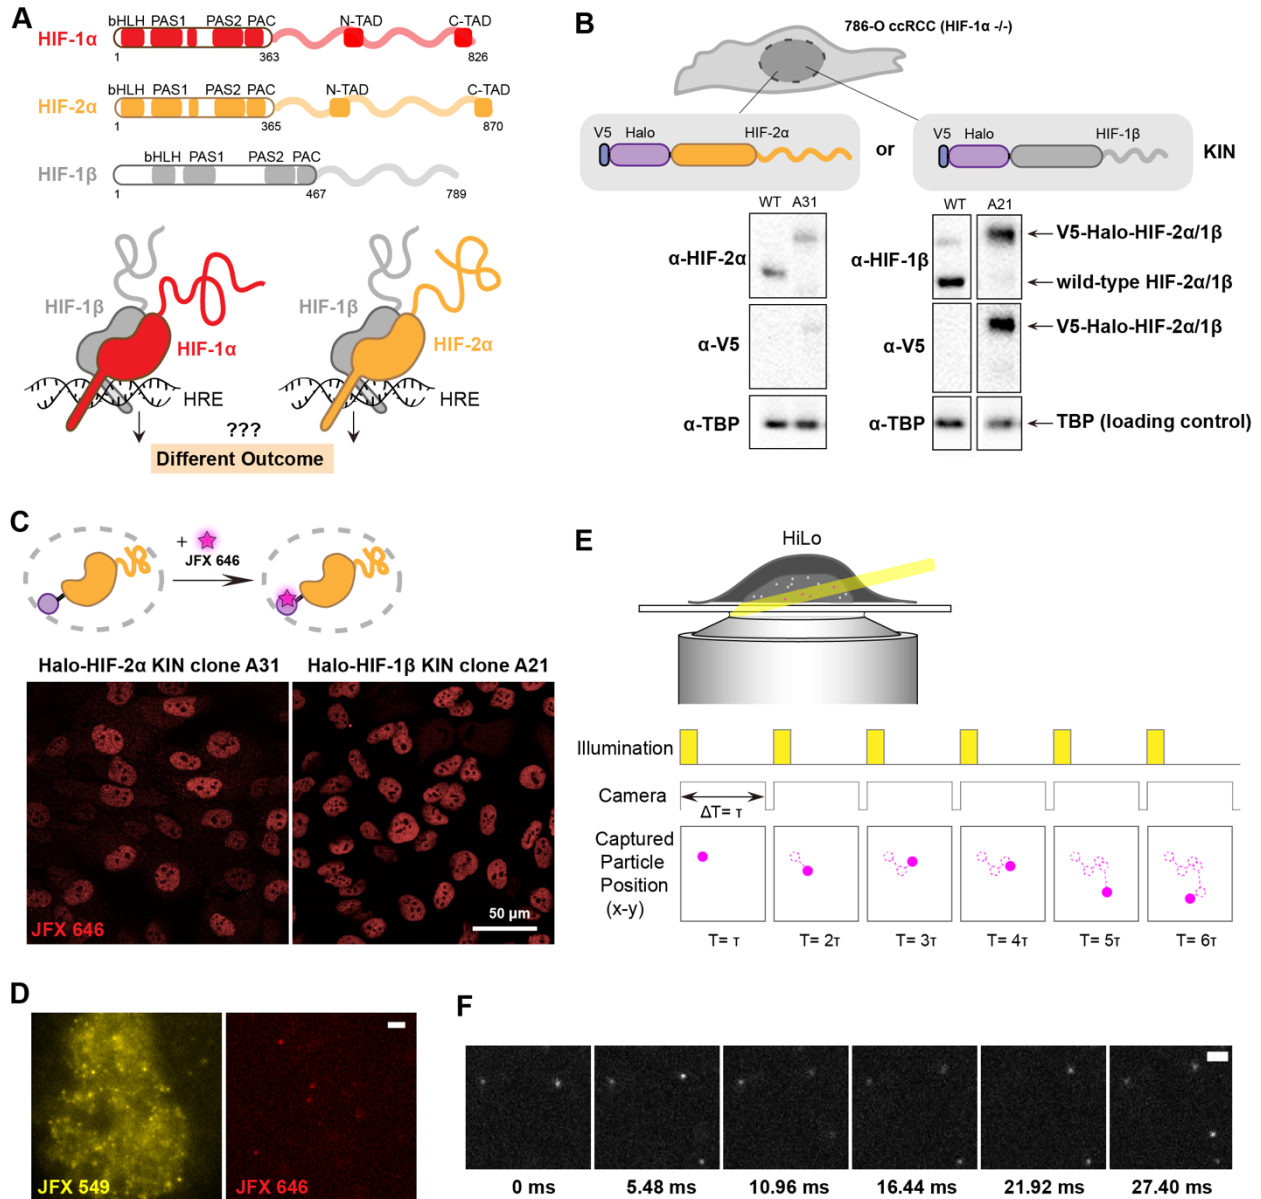 A
bHLH PAS1 PAS2 PAC N-TAD C-TAD
HIF-1α
1 363 826
bHLH PAS1 PAS2 PAC N-TAD C-TAD
HIF-2α
1 365 870
bHLH PAS1 PAS2 PAC
HIF-1β
1 467 789
HIF-1β
HIF-1α
HRE
HIF-1β
HIF-2α
HRE
???
Different Outcome
B
786-O ccRCC (HIF-1α -/-)
V5 Halo HIF-2α
or
V5 Halo HIF-1β
KIN
WT A31
α-HIF-2α
α-V5
α-TBP
WT A21
α-HIF-1β
α-V5
α-TBP
V5-Halo-HIF-2α/1β
wild-type HIF-2α/1β
V5-Halo-HIF-2α/1β
TBP (loading control)
C
+
JFX 646
Halo-HIF-2α KIN clone A31
Halo-HIF-1β KIN clone A21
JFX 646
50 µm
D
JFX 549
JFX 646
E
HiLo
Illumination
Camera
ΔT= τ
Captured
Particle
Position
(x-y)
T= τ T= 2τ T= 3τ T= 4τ T= 5τ T= 6τ
F
0 ms 5.48 ms 10.96 ms 16.44 ms 21.92 ms 27.40 ms